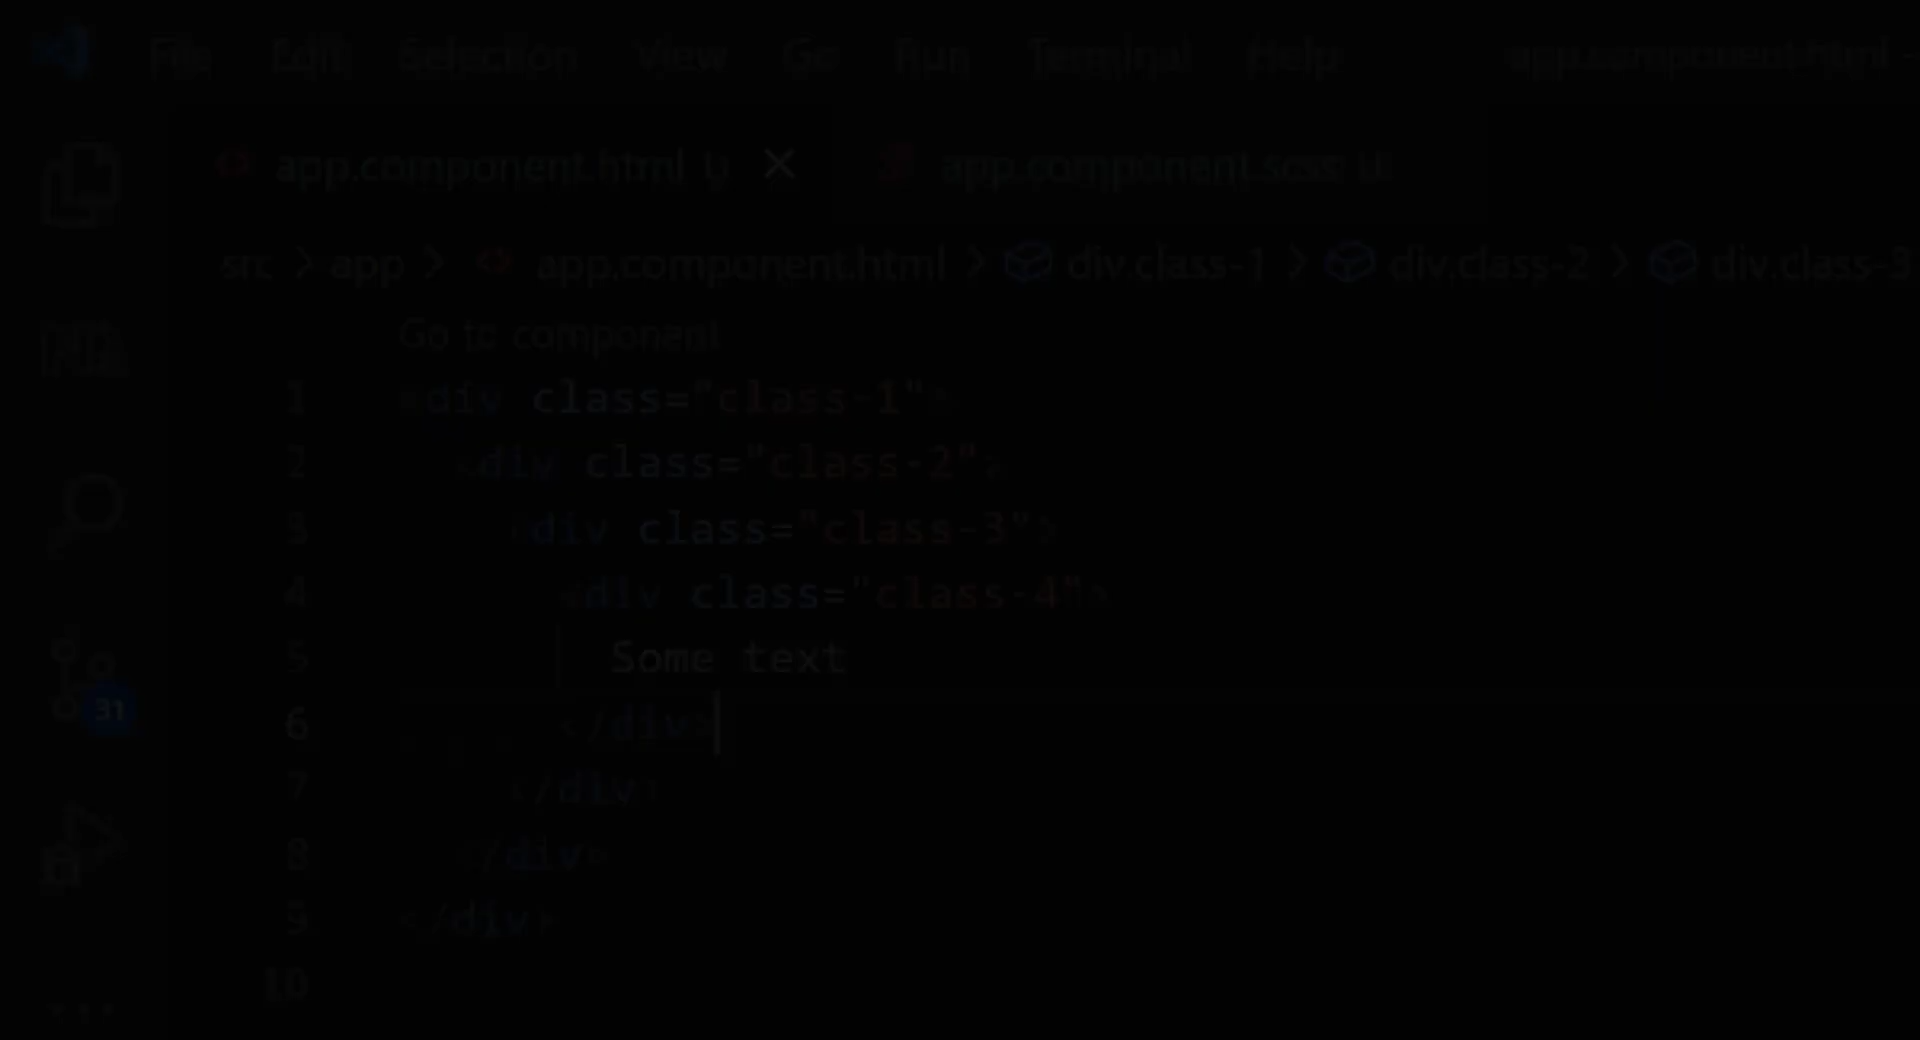 File Edit Selection View Go Run Terminal Help app.component.html -
app.component.html U app.component.scss U
src > app > app.component.html > div.class-1 > div.class-2 > div.class-3
Go to component
1 <div class="class-1">
2 <div class="class-2">
3 <div class="class-3">
4 <div class="class-4">
5 Some text
6 </div>
31
7 </div>
8 </div>
9 </div>
10